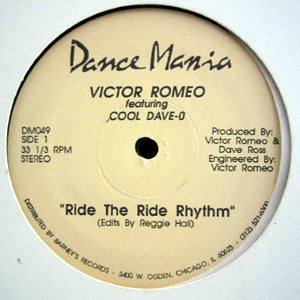 Dance Mania
VICTOR ROMEO
featuring
COOL DAVE-0
DMG49
SIDE 1
33 1/3 RPM
STEREO
Produced By:
Victor Romeo &
Dave Ross
Engineered By:
Victor Romeo
"Ride The Ride Rhythm"
(Edits By Reggie Hall)
DISTRIBUTED BY BARNEY'S RECORDS · 3400 W. OGDEN, CHICAGO, IL 60623 ·